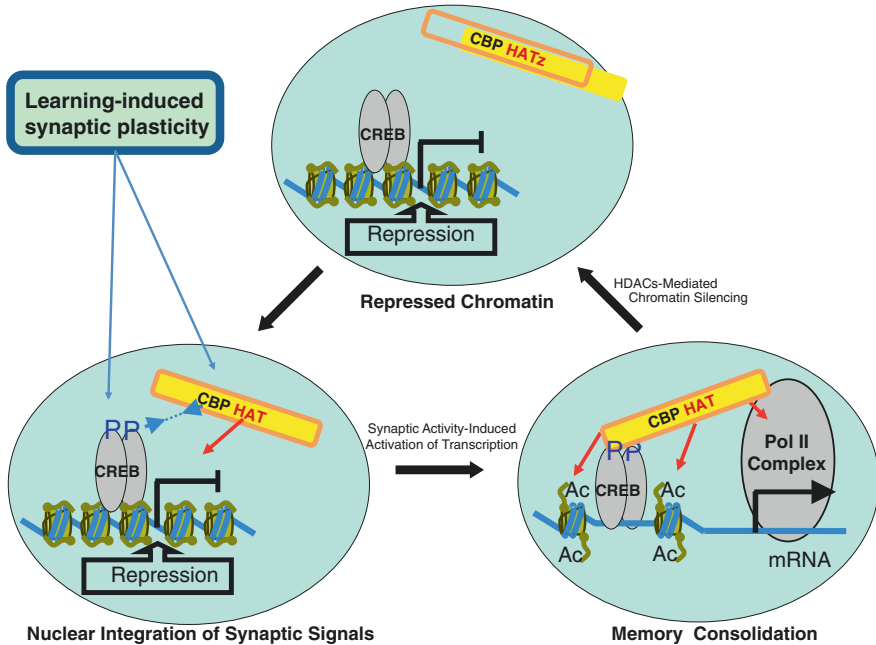 CBP HATz
Learning-induced
synaptic plasticity
CREB
Repression
Repressed Chromatin
HDACs-Mediated
Chromatin Silencing
CBP HAT
PP
CREB
Repression
Nuclear Integration of Synaptic Signals
Synaptic Activity-Induced
Activation of Transcription
CBP HAT
Pol II
Complex
PP
Ac
CREB
Ac
Ac
Ac
mRNA
Memory Consolidation